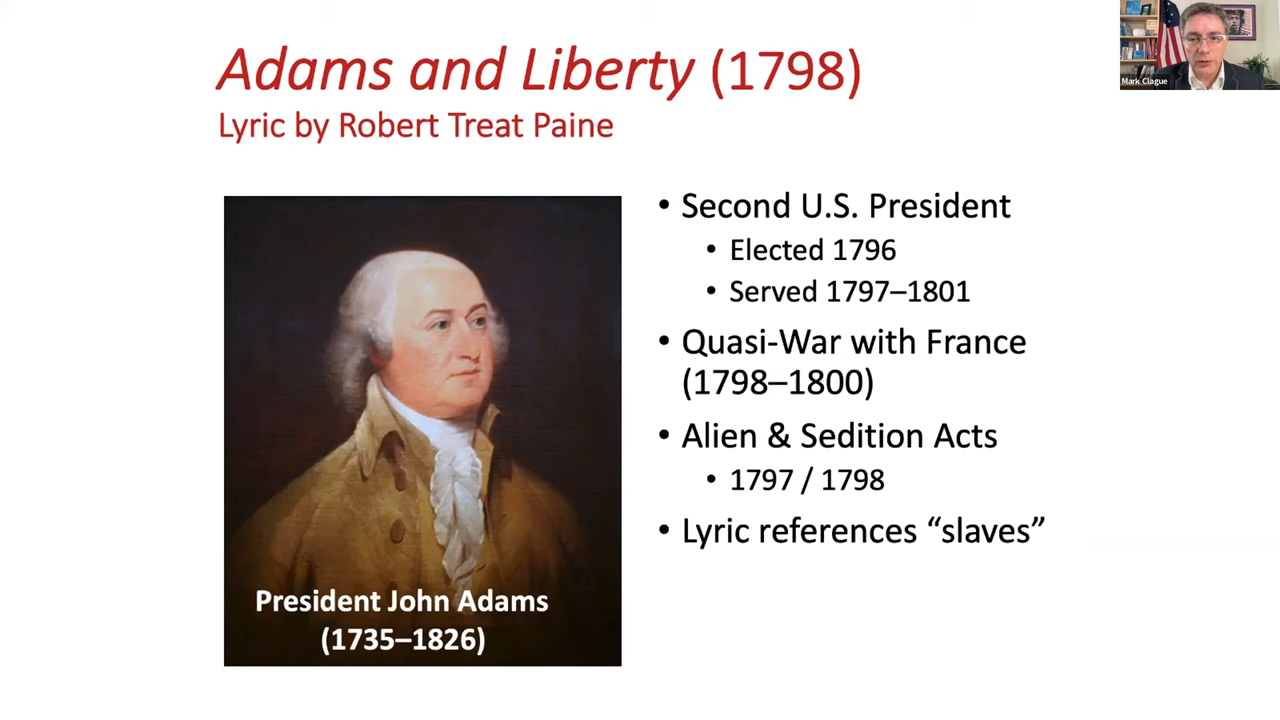 Adams and Liberty (1798)
Lyric by Robert Treat Paine
Mark Clague
• Second U.S. President
• Elected 1796
• Served 1797–1801
• Quasi-War with France
(1798–1800)
• Alien & Sedition Acts
• 1797 / 1798
• Lyric references “slaves”
President John Adams
(1735–1826)